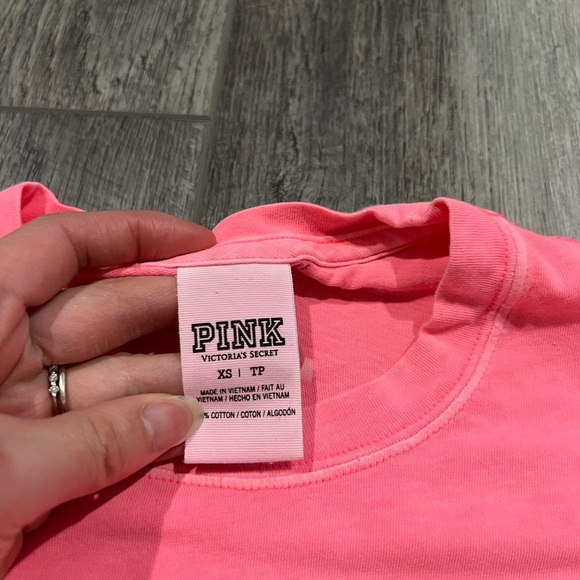 PINK
VICTORIA'S SECRET
XS | TP
MADE IN VIETNAM / FAIT AU
VIETNAM / HECHO EN VIETNAM
% COTTON / COTON / ALGODÓN